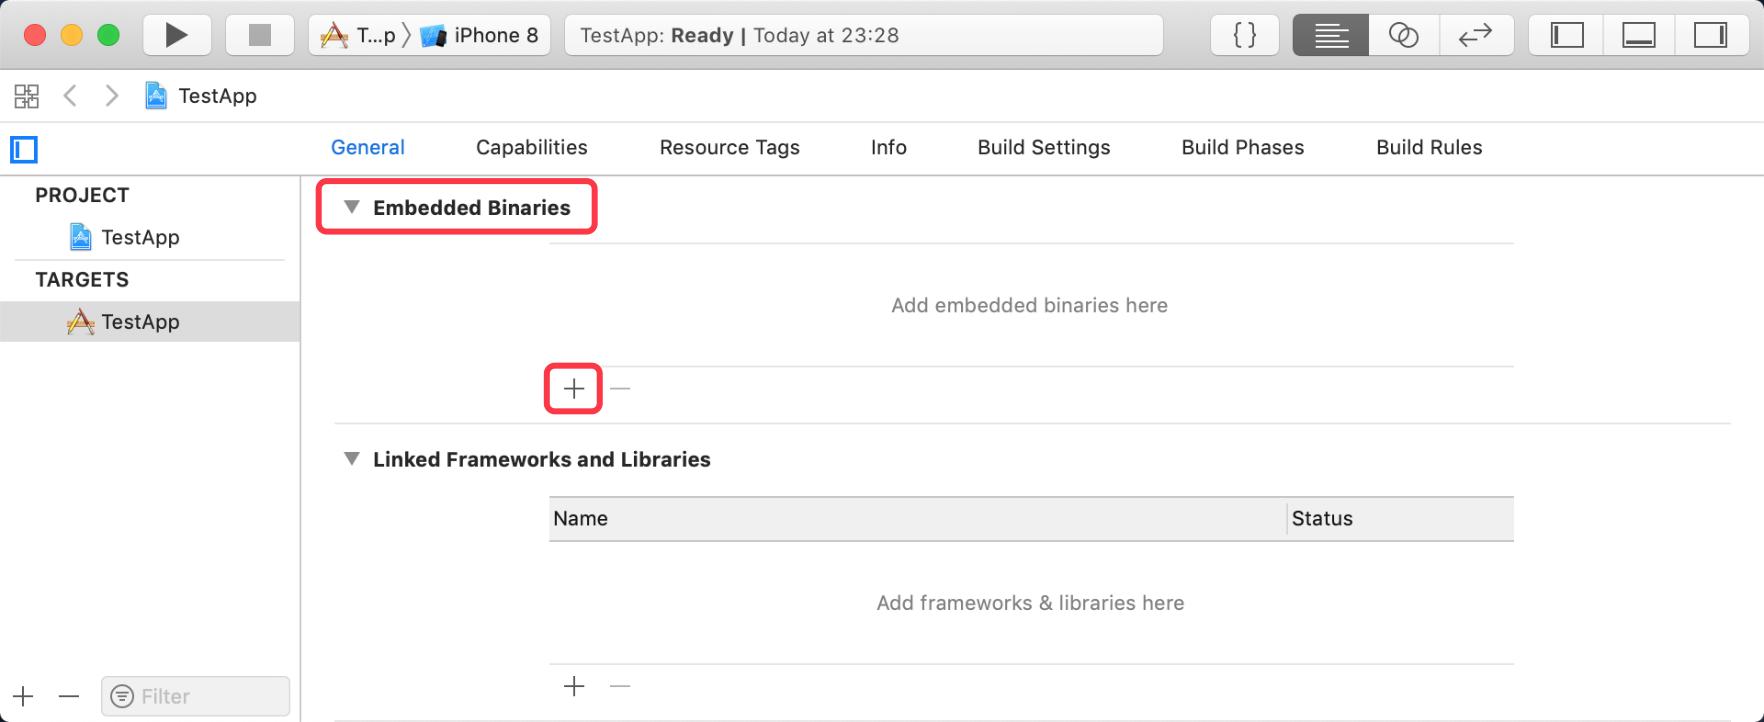 T...p
iPhone 8
TestApp: Ready | Today at 23:28
{ }
TestApp
General
Capabilities
Resource Tags
Info
Build Settings
Build Phases
Build Rules
PROJECT
TestApp
TARGETS
TestApp
Embedded Binaries
Add embedded binaries here
Linked Frameworks and Libraries
Name
Status
Add frameworks & libraries here
Filter